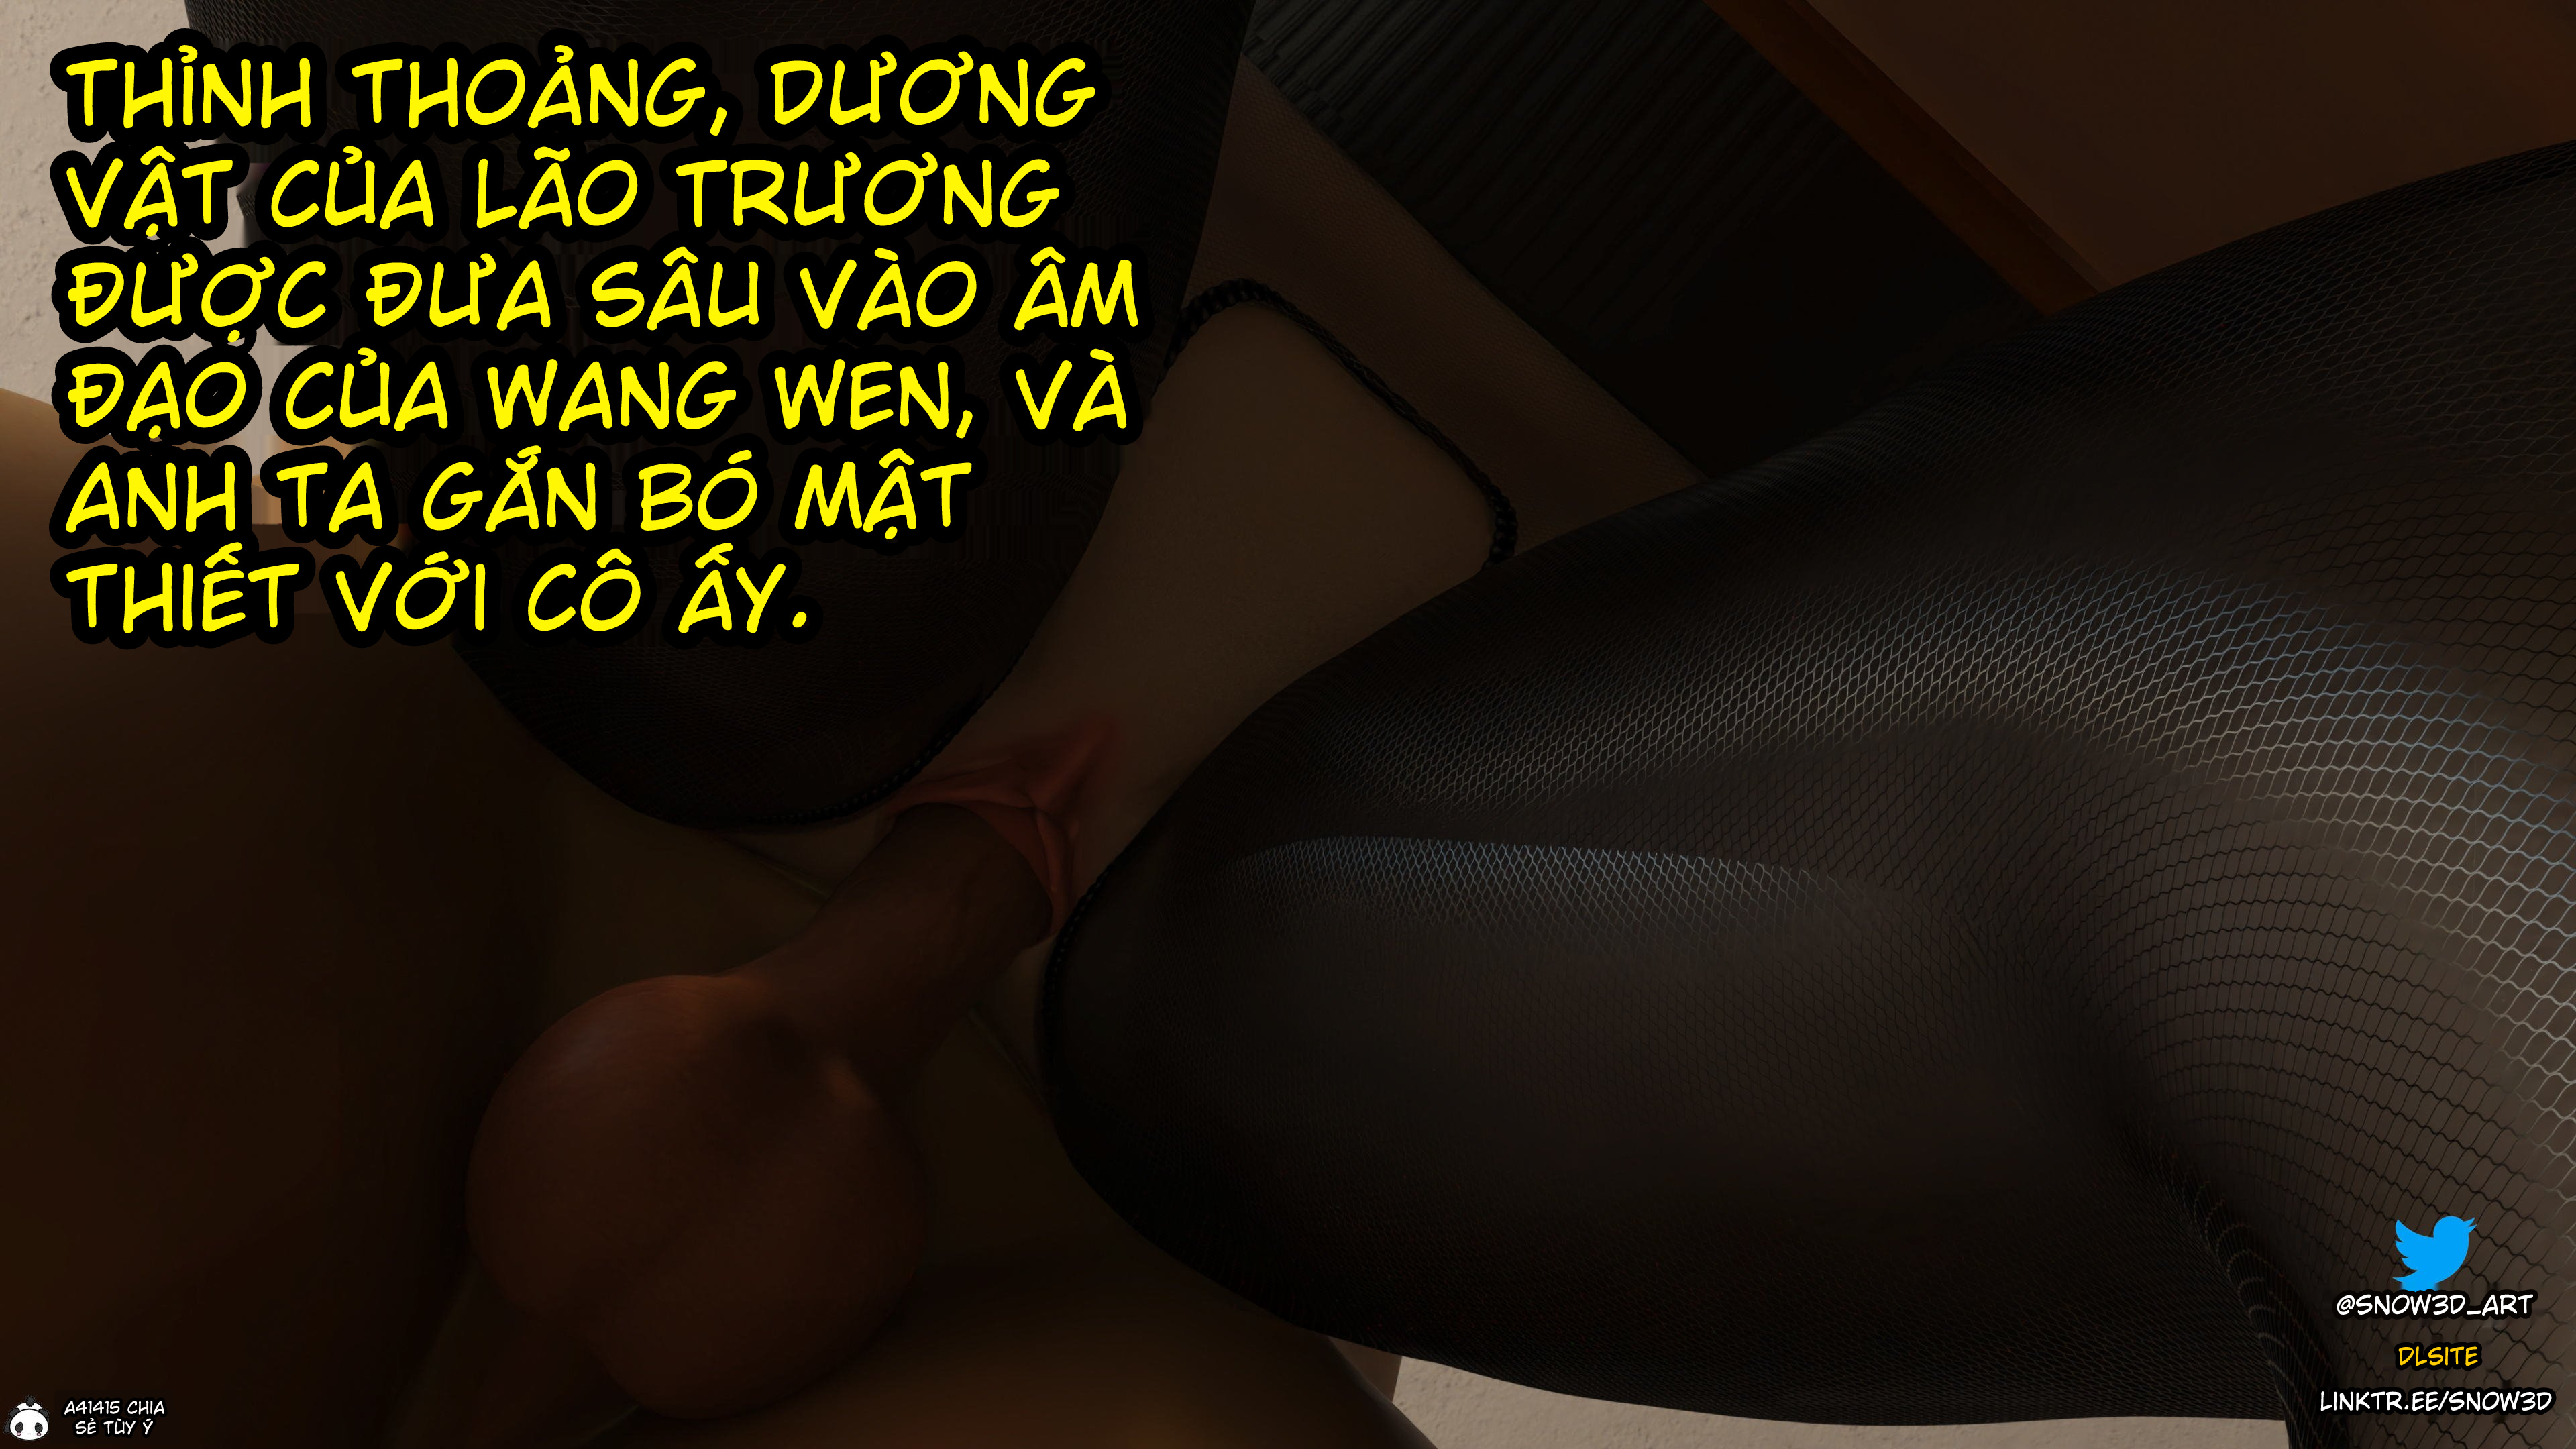 THỈNH THOẢNG, DƯƠNG
VẬT CỦA LÃO TRƯƠNG
ĐƯỢC ĐƯA SÂU VÀO ÂM
ĐẠO CỦA WANG WEN, VÀ
ANH TA GẮN BÓ MẬT
THIẾT VỚI CÔ ẤY.
@SNOW3D_ART
DLSITE
LINKTR.EE/SNOW3D
A41415 CHIA
SẺ TÙY Ý